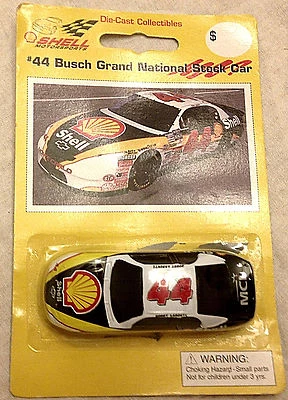 Die-Cast Collectibles
SHELL
MOTORSPORTS
$
#44 Busch Grand National Stock Car
44
Shell
Shell
44
MCI
WARNING:
Choking Hazard - Small parts
Not for children under 3 yrs.